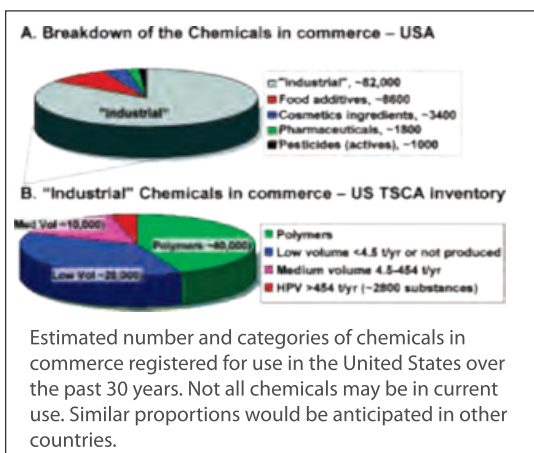 A. Breakdown of the Chemicals in commerce – USA
"Industrial"
"Industrial", ~82,000
Food additives, ~8600
Cosmetics ingredients, ~3400
Pharmaceuticals, ~1800
Pesticides (actives), ~1000
B. "Industrial" Chemicals in commerce – US TSCA inventory
Med Vol ~10,000)
Polymers ~40,000)
Low Vol ~28,000)
Polymers
Low volume <4.5 t/yr or not produced
Medium volume 4.5-454 t/yr
HPV >454 t/yr (~2800 substances)
Estimated number and categories of chemicals in
commerce registered for use in the United States over
the past 30 years. Not all chemicals may be in current
use. Similar proportions would be anticipated in other
countries.